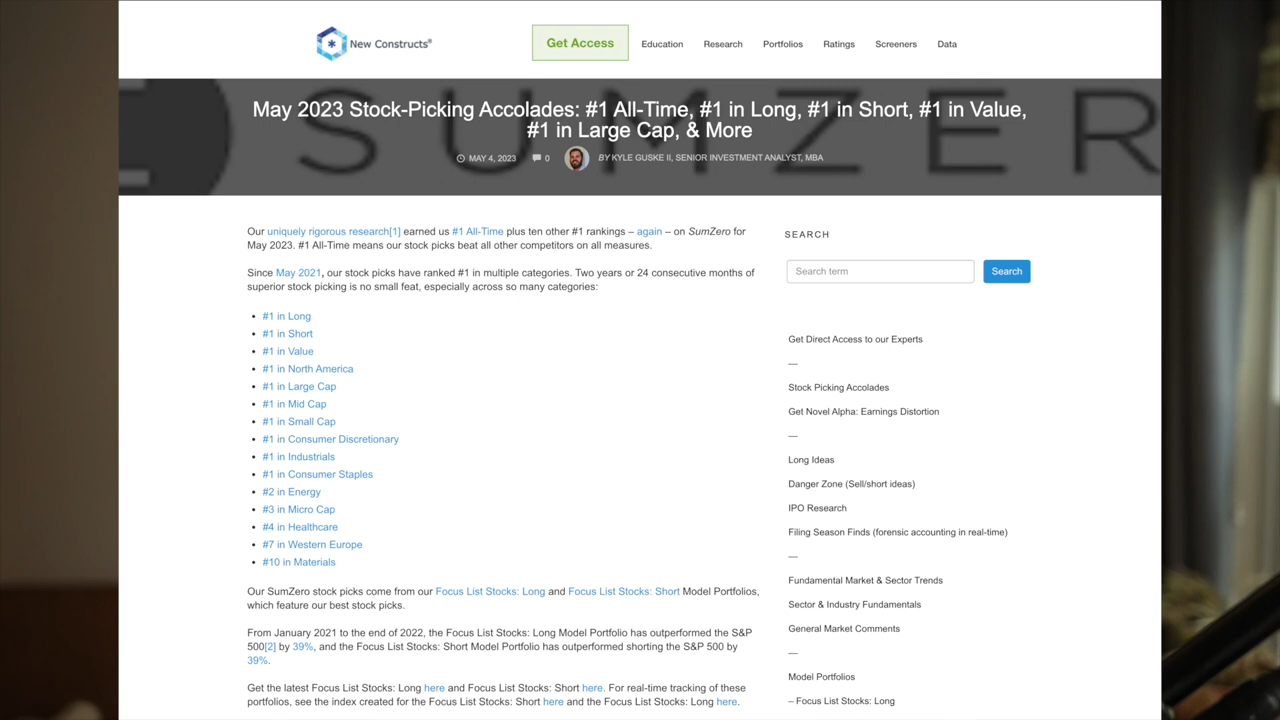 New Constructs®
Get Access
Education
Research
Portfolios
Ratings
Screeners
Data
SUMZER
May 2023 Stock-Picking Accolades: #1 All-Time, #1 in Long, #1 in Short, #1 in Value,
#1 in Large Cap, & More
MAY 4, 2023
0
BY KYLE GUSKE II, SENIOR INVESTMENT ANALYST, MBA
Our uniquely rigorous research[1] earned us #1 All-Time plus ten other #1 rankings – again – on SumZero for
May 2023. #1 All-Time means our stock picks beat all other competitors on all measures.
Since May 2021, our stock picks have ranked #1 in multiple categories. Two years or 24 consecutive months of
superior stock picking is no small feat, especially across so many categories:
• #1 in Long
• #1 in Short
• #1 in Value
• #1 in North America
• #1 in Large Cap
• #1 in Mid Cap
• #1 in Small Cap
• #1 in Consumer Discretionary
• #1 in Industrials
• #1 in Consumer Staples
• #2 in Energy
• #3 in Micro Cap
• #4 in Healthcare
• #7 in Western Europe
• #10 in Materials
Our SumZero stock picks come from our Focus List Stocks: Long and Focus List Stocks: Short Model Portfolios,
which feature our best stock picks.
From January 2021 to the end of 2022, the Focus List Stocks: Long Model Portfolio has outperformed the S&P
500[2] by 39%, and the Focus List Stocks: Short Model Portfolio has outperformed shorting the S&P 500 by
39%.
Get the latest Focus List Stocks: Long here and Focus List Stocks: Short here. For real-time tracking of these
portfolios, see the index created for the Focus List Stocks: Short here and the Focus List Stocks: Long here.
SEARCH
Search term
Search
Get Direct Access to our Experts
—
Stock Picking Accolades
Get Novel Alpha: Earnings Distortion
—
Long Ideas
Danger Zone (Sell/short ideas)
IPO Research
Filing Season Finds (forensic accounting in real-time)
—
Fundamental Market & Sector Trends
Sector & Industry Fundamentals
General Market Comments
—
Model Portfolios
– Focus List Stocks: Long